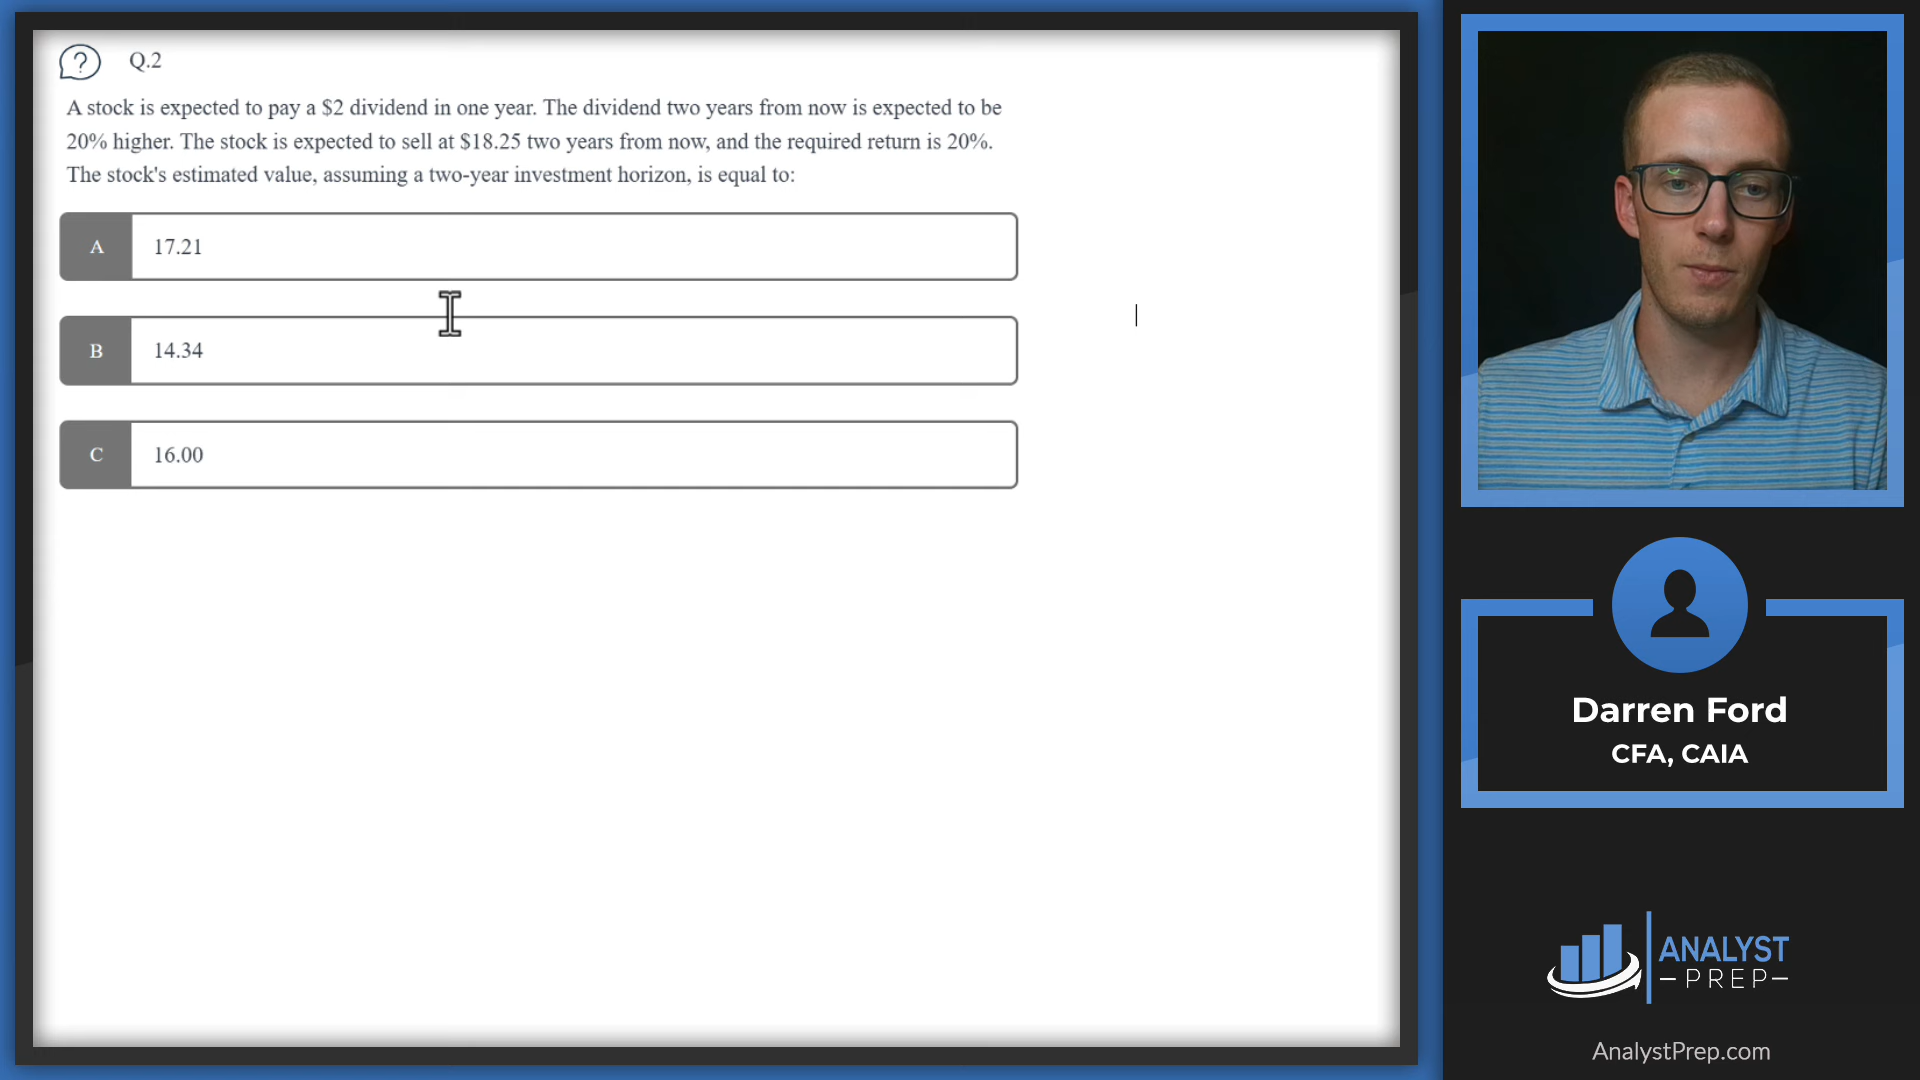 ? Q.2
A stock is expected to pay a $2 dividend in one year. The dividend two years from now is expected to be
20% higher. The stock is expected to sell at $18.25 two years from now, and the required return is 20%.
The stock's estimated value, assuming a two-year investment horizon, is equal to:
A 17.21
B 14.34
C 16.00
Darren Ford
CFA, CAIA
ANALYST
PREP
AnalystPrep.com